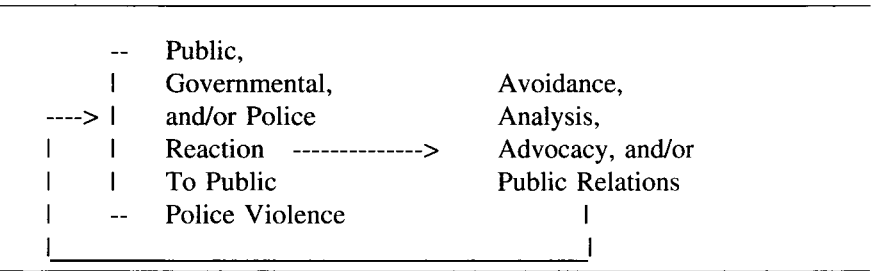 Public,
Governmental,
Avoidance,
and/or Police
Analysis,
Reaction
Advocacy, and/or
To Public
Public Relations
Police Violence